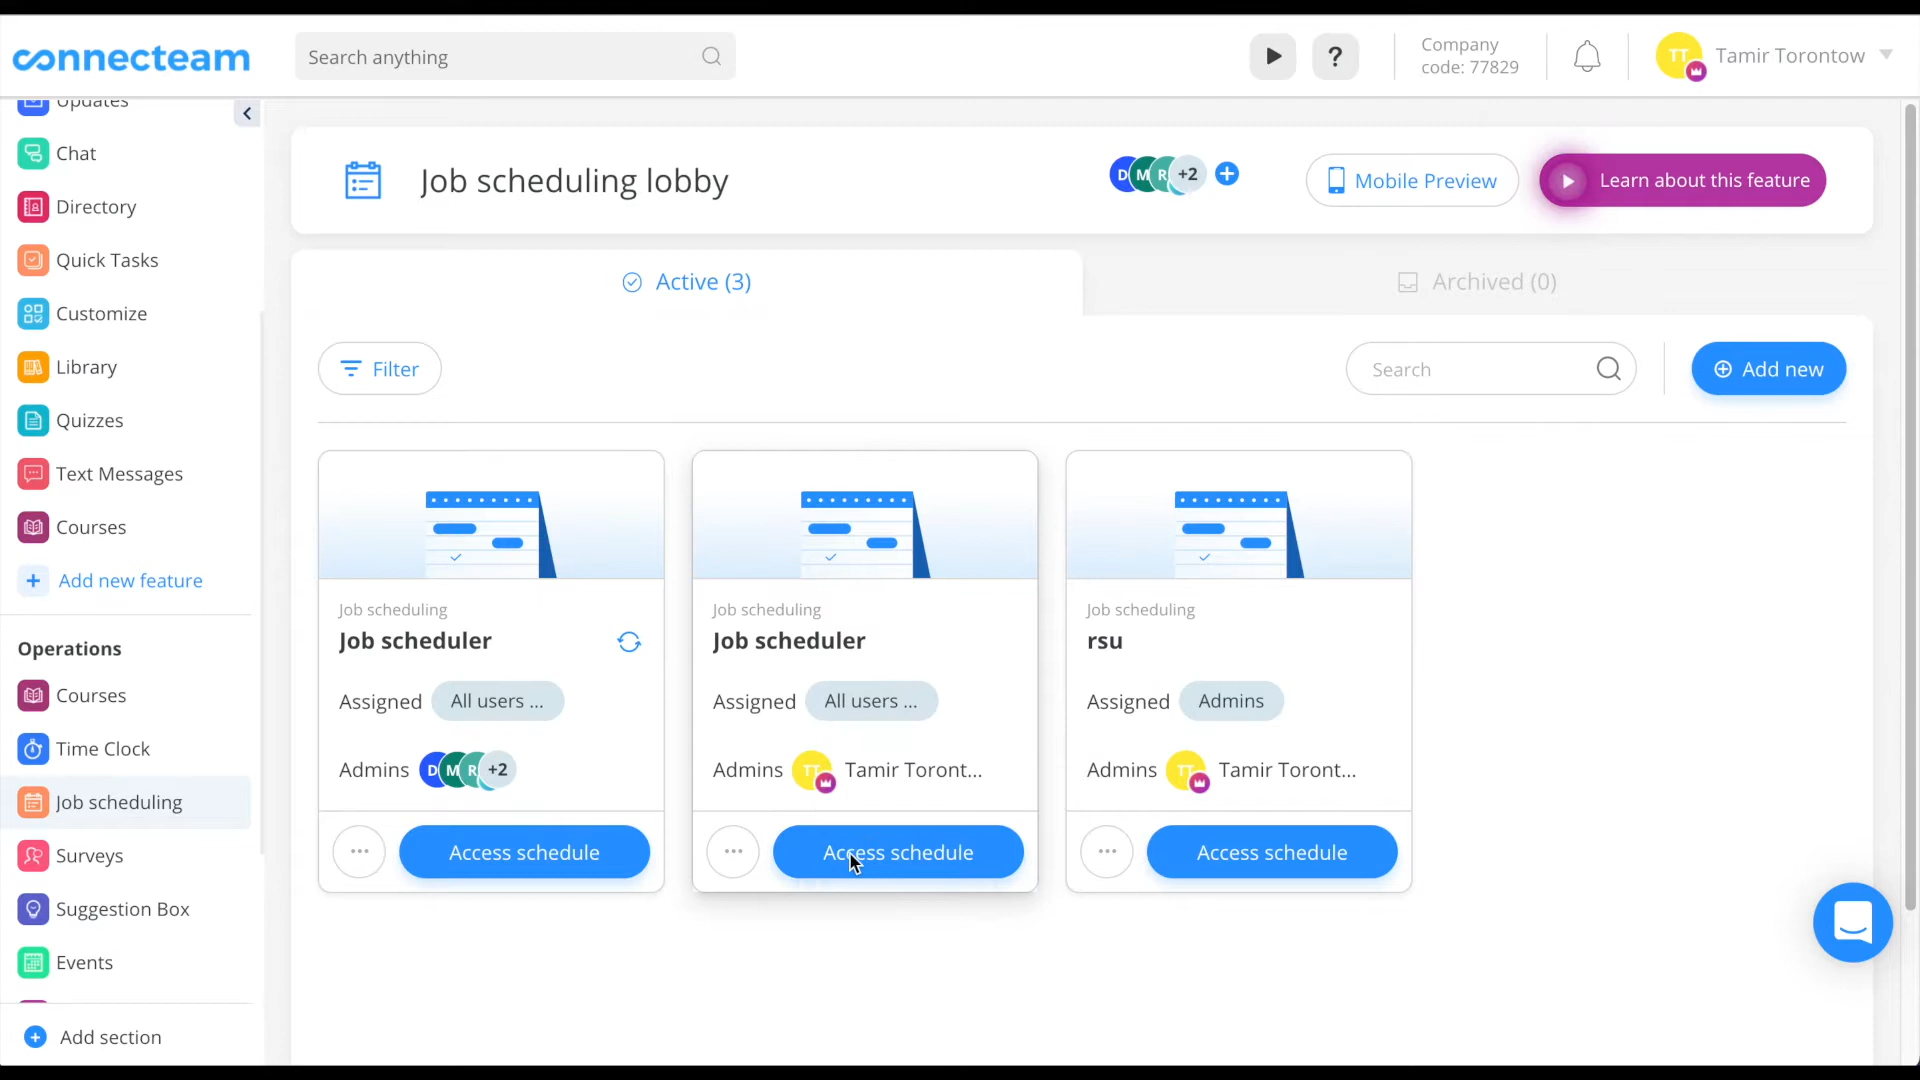 connecteam
Search anything
?
Company
code: 77829
TT
Tamir Torontow
Updates
Chat
Directory
Quick Tasks
Customize
Library
Quizzes
Text Messages
Courses
+ Add new feature
Operations
Courses
Time Clock
Job scheduling
Surveys
Suggestion Box
Events
Add section
Job scheduling lobby
D M R +2
Mobile Preview
Learn about this feature
Active (3)
Archived (0)
Filter
Search
Add new
Job scheduling
Job scheduler
Assigned All users ...
Admins D M R +2
... Access schedule
Job scheduling
Job scheduler
Assigned All users ...
Admins TT Tamir Toront...
... Access schedule
Job scheduling
rsu
Assigned Admins
Admins TT Tamir Toront...
... Access schedule